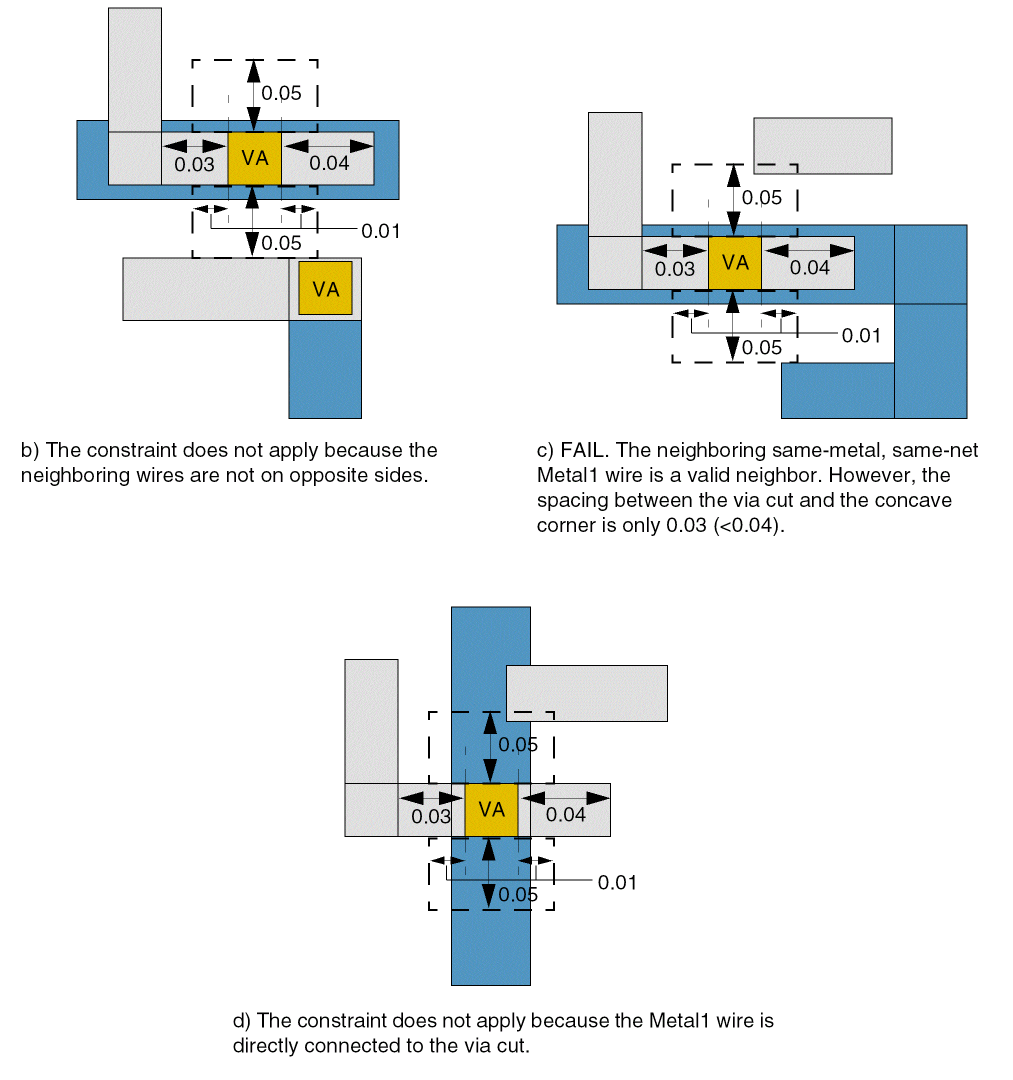 0.05
0.03
VA
0.04
0.01
0.05
VA
b) The constraint does not apply because the
neighboring wires are not on opposite sides.
0.05
0.03
VA
0.04
0.01
0.05
c) FAIL. The neighboring same-metal, same-net
Metal1 wire is a valid neighbor. However, the
spacing between the via cut and the concave
corner is only 0.03 (<0.04).
0.05
0.03
VA
0.04
0.01
0.05
d) The constraint does not apply because the Metal1 wire is
directly connected to the via cut.